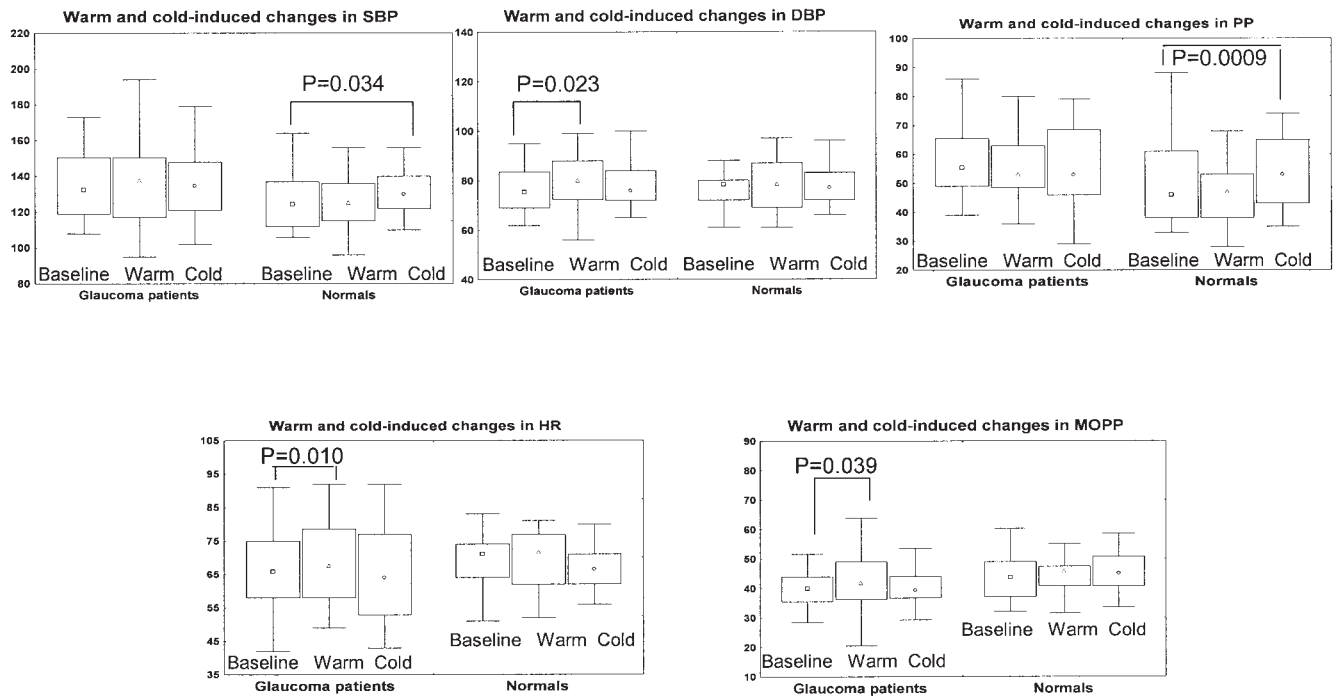 Warm and cold-induced changes in SBP
220
200
180
160
140
120
100
80
P=0.034
Baseline Warm Cold
Baseline Warm Cold
Glaucoma patients Normals
Warm and cold-induced changes in DBP
140
120
100
80
60
40
P=0.023
Baseline Warm Cold
Baseline Warm Cold
Glaucoma patients Normals
Warm and cold-induced changes in PP
100
90
80
70
60
50
40
30
20
P=0.0009
Baseline Warm Cold
Baseline Warm Cold
Glaucoma patients Normals
Warm and cold-induced changes in HR
105
95
85
75
65
55
45
35
P=0.010
Baseline Warm Cold
Baseline Warm Cold
Glaucoma patients Normals
Warm and cold-induced changes in MOPP
90
80
70
60
50
40
30
20
10
P=0.039
Baseline Warm Cold
Baseline Warm Cold
Glaucoma patients Normals